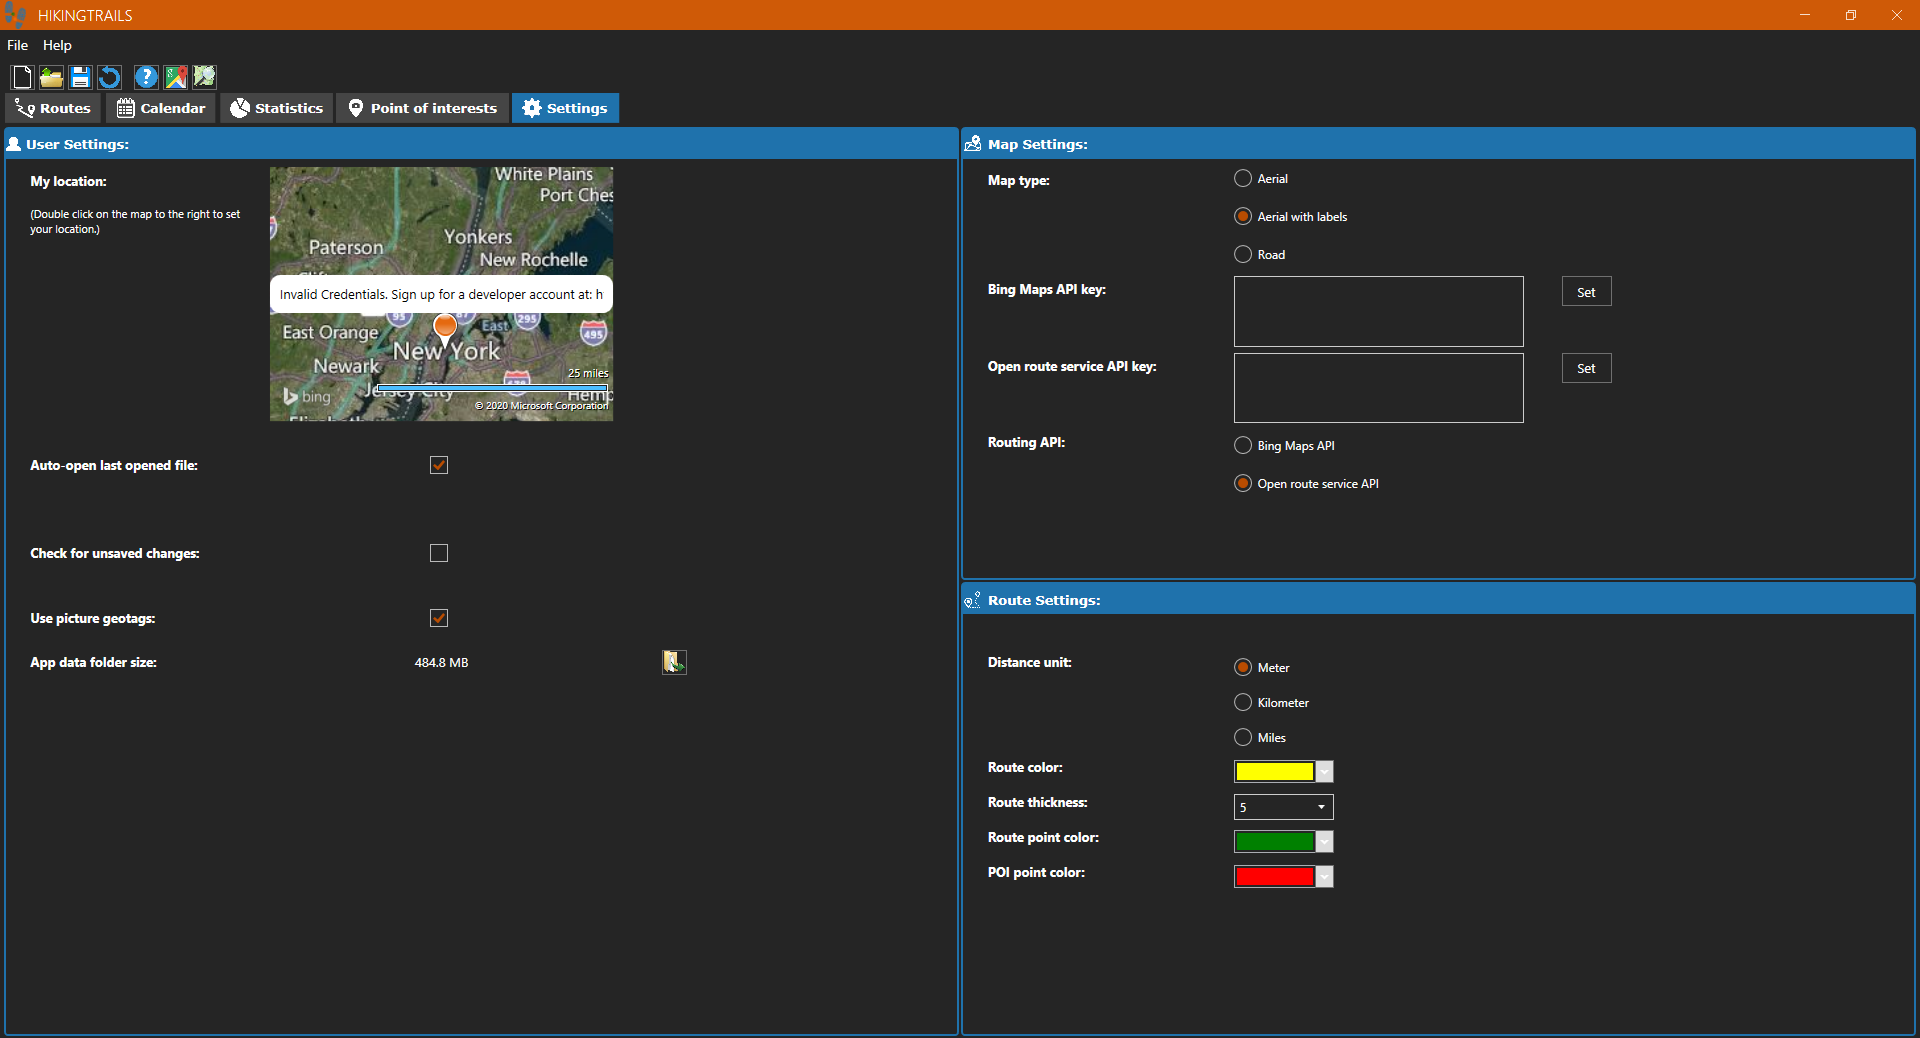 HIKINGTRAILS
File Help
Routes Calendar Statistics Point of interests Settings
User Settings:
My location:
(Double click on the map to the right to set
your location.)
White Plains
Port Ches
Yonkers
Paterson
New Rochelle
Invalid Credentials. Sign up for a developer account at: h
95 87 295
East
East Orange
495
New York
Newark
25 miles
Jersey City
bing
Hemp
© 2020 Microsoft Corporation
Auto-open last opened file:
Check for unsaved changes:
Use picture geotags:
App data folder size: 484.8 MB
Map Settings:
Map type:
Aerial
Aerial with labels
Road
Bing Maps API key:
Set
Open route service API key:
Set
Routing API:
Bing Maps API
Open route service API
Route Settings:
Distance unit:
Meter
Kilometer
Miles
Route color:
Route thickness: 5
Route point color:
POI point color: